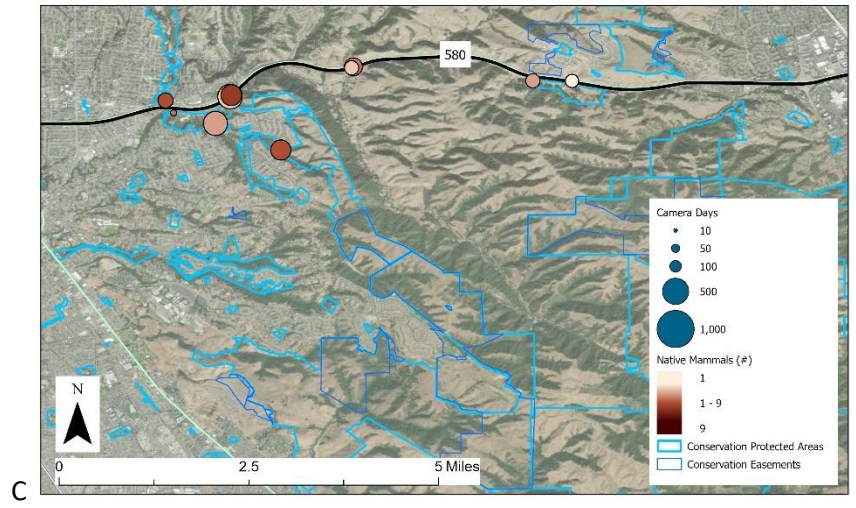 580
Camera Days
10
50
100
500
1,000
Native Mammals (#)
1
1 - 9
9
Conservation Protected Areas
Conservation Easements
N
0 2.5 5 Miles
C